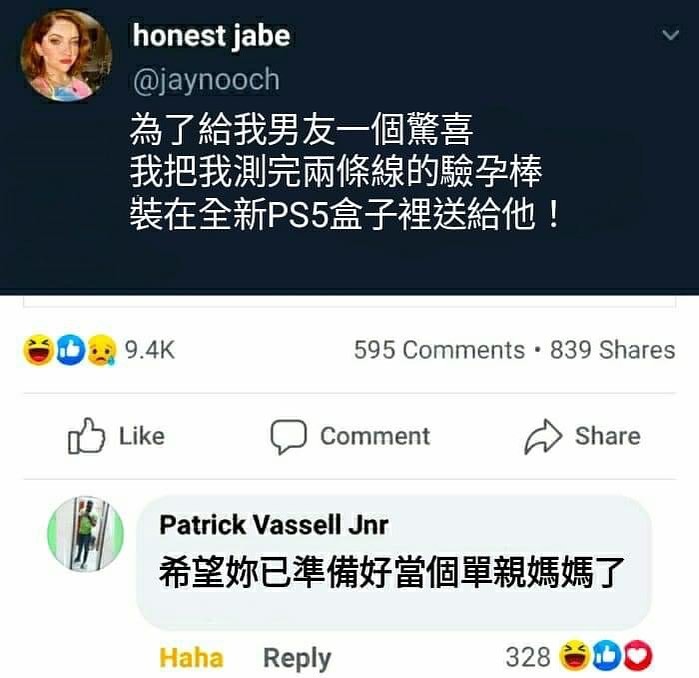 honest jabe
@jaynooch
為了給我男友一個驚喜
我把我測完兩條線的驗孕棒
裝在全新PS5盒子裡送給他！
9.4K
595 Comments • 839 Shares
Like
Comment
Share
Patrick Vassell Jnr
希望妳已準備好當個單親媽媽了
Haha
Reply
328